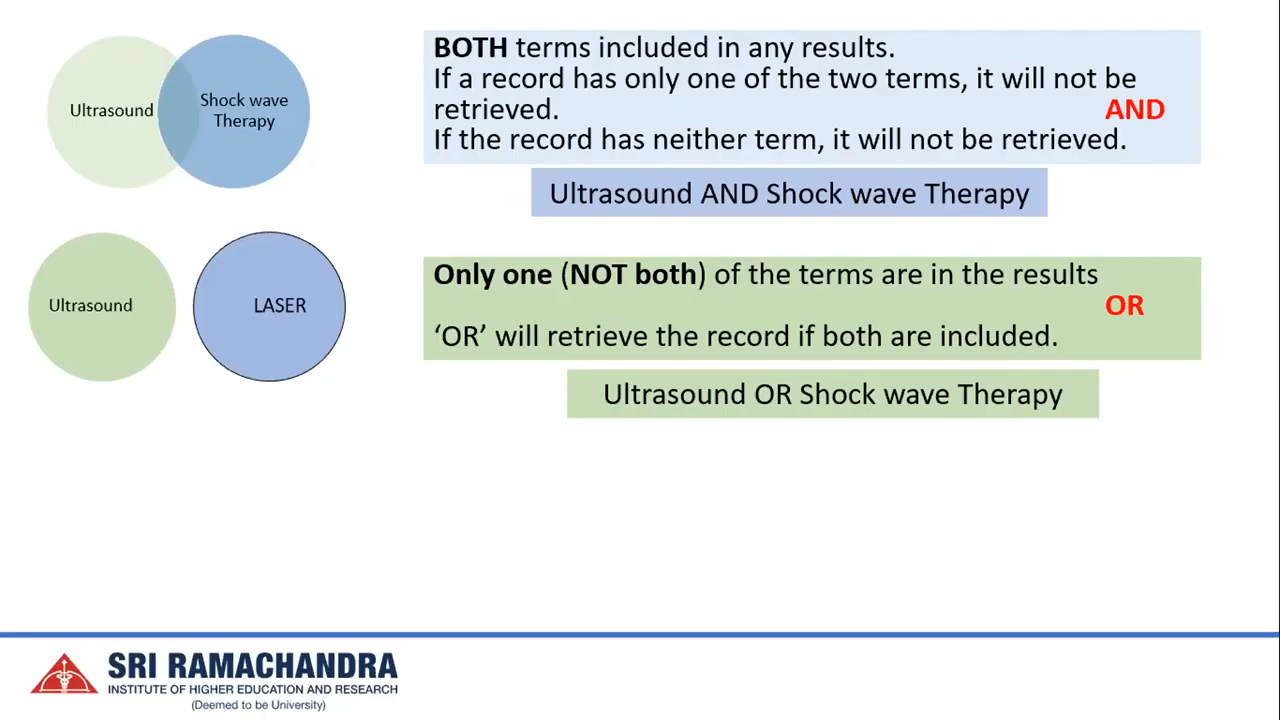 Ultrasound
Shock wave
Therapy
BOTH terms included in any results.
If a record has only one of the two terms, it will not be
retrieved.
AND
If the record has neither term, it will not be retrieved.
Ultrasound AND Shock wave Therapy
Ultrasound
LASER
Only one (NOT both) of the terms are in the results
OR
‘OR’ will retrieve the record if both are included.
Ultrasound OR Shock wave Therapy
SRI RAMACHANDRA
INSTITUTE OF HIGHER EDUCATION AND RESEARCH
(Deemed to be University)